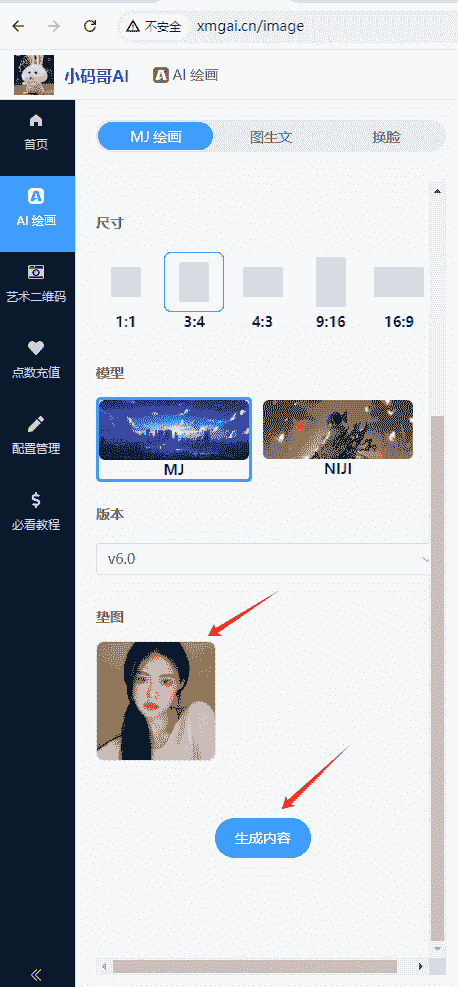 不安全 xmgai.cn/image
小码哥AI AI 绘画
首页
AI 绘画
艺术二维码
点数充值
配置管理
必看教程
MJ 绘画 图生文 换脸
尺寸
1:1 3:4 4:3 9:16 16:9
模型
MJ NIJI
版本
v6.0
垫图
生成内容